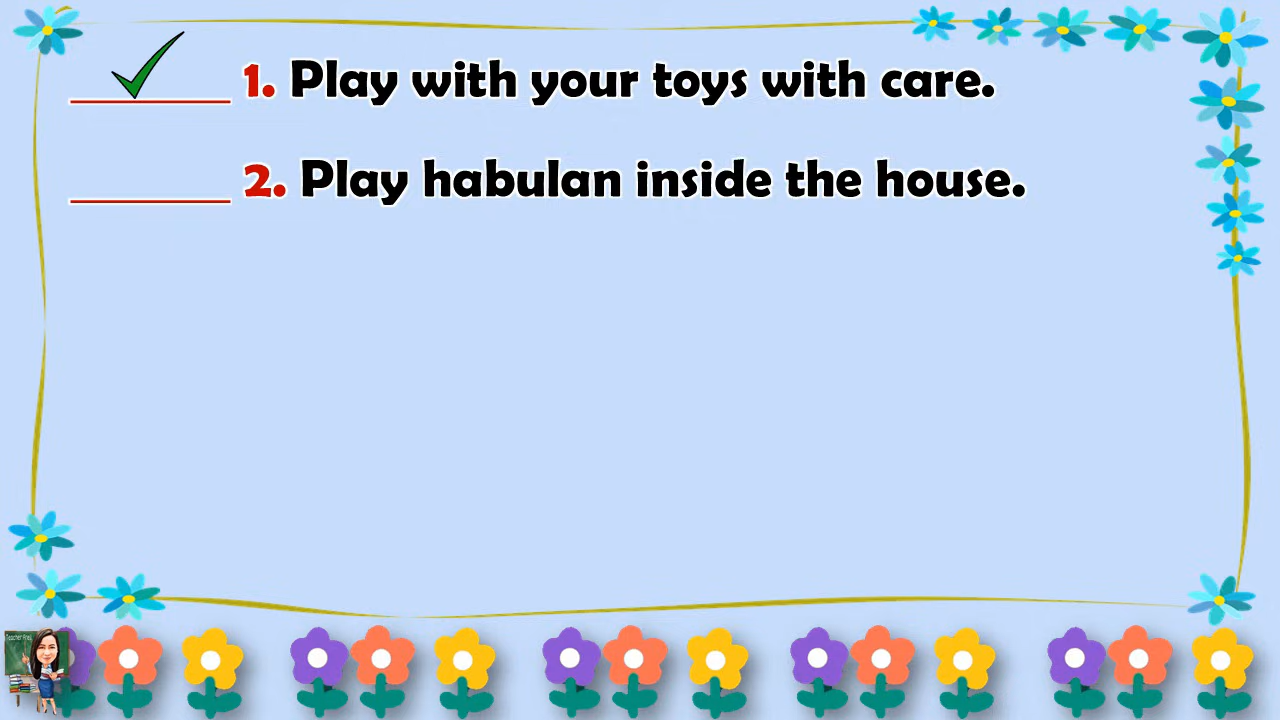 1. Play with your toys with care.
2. Play habulan inside the house.